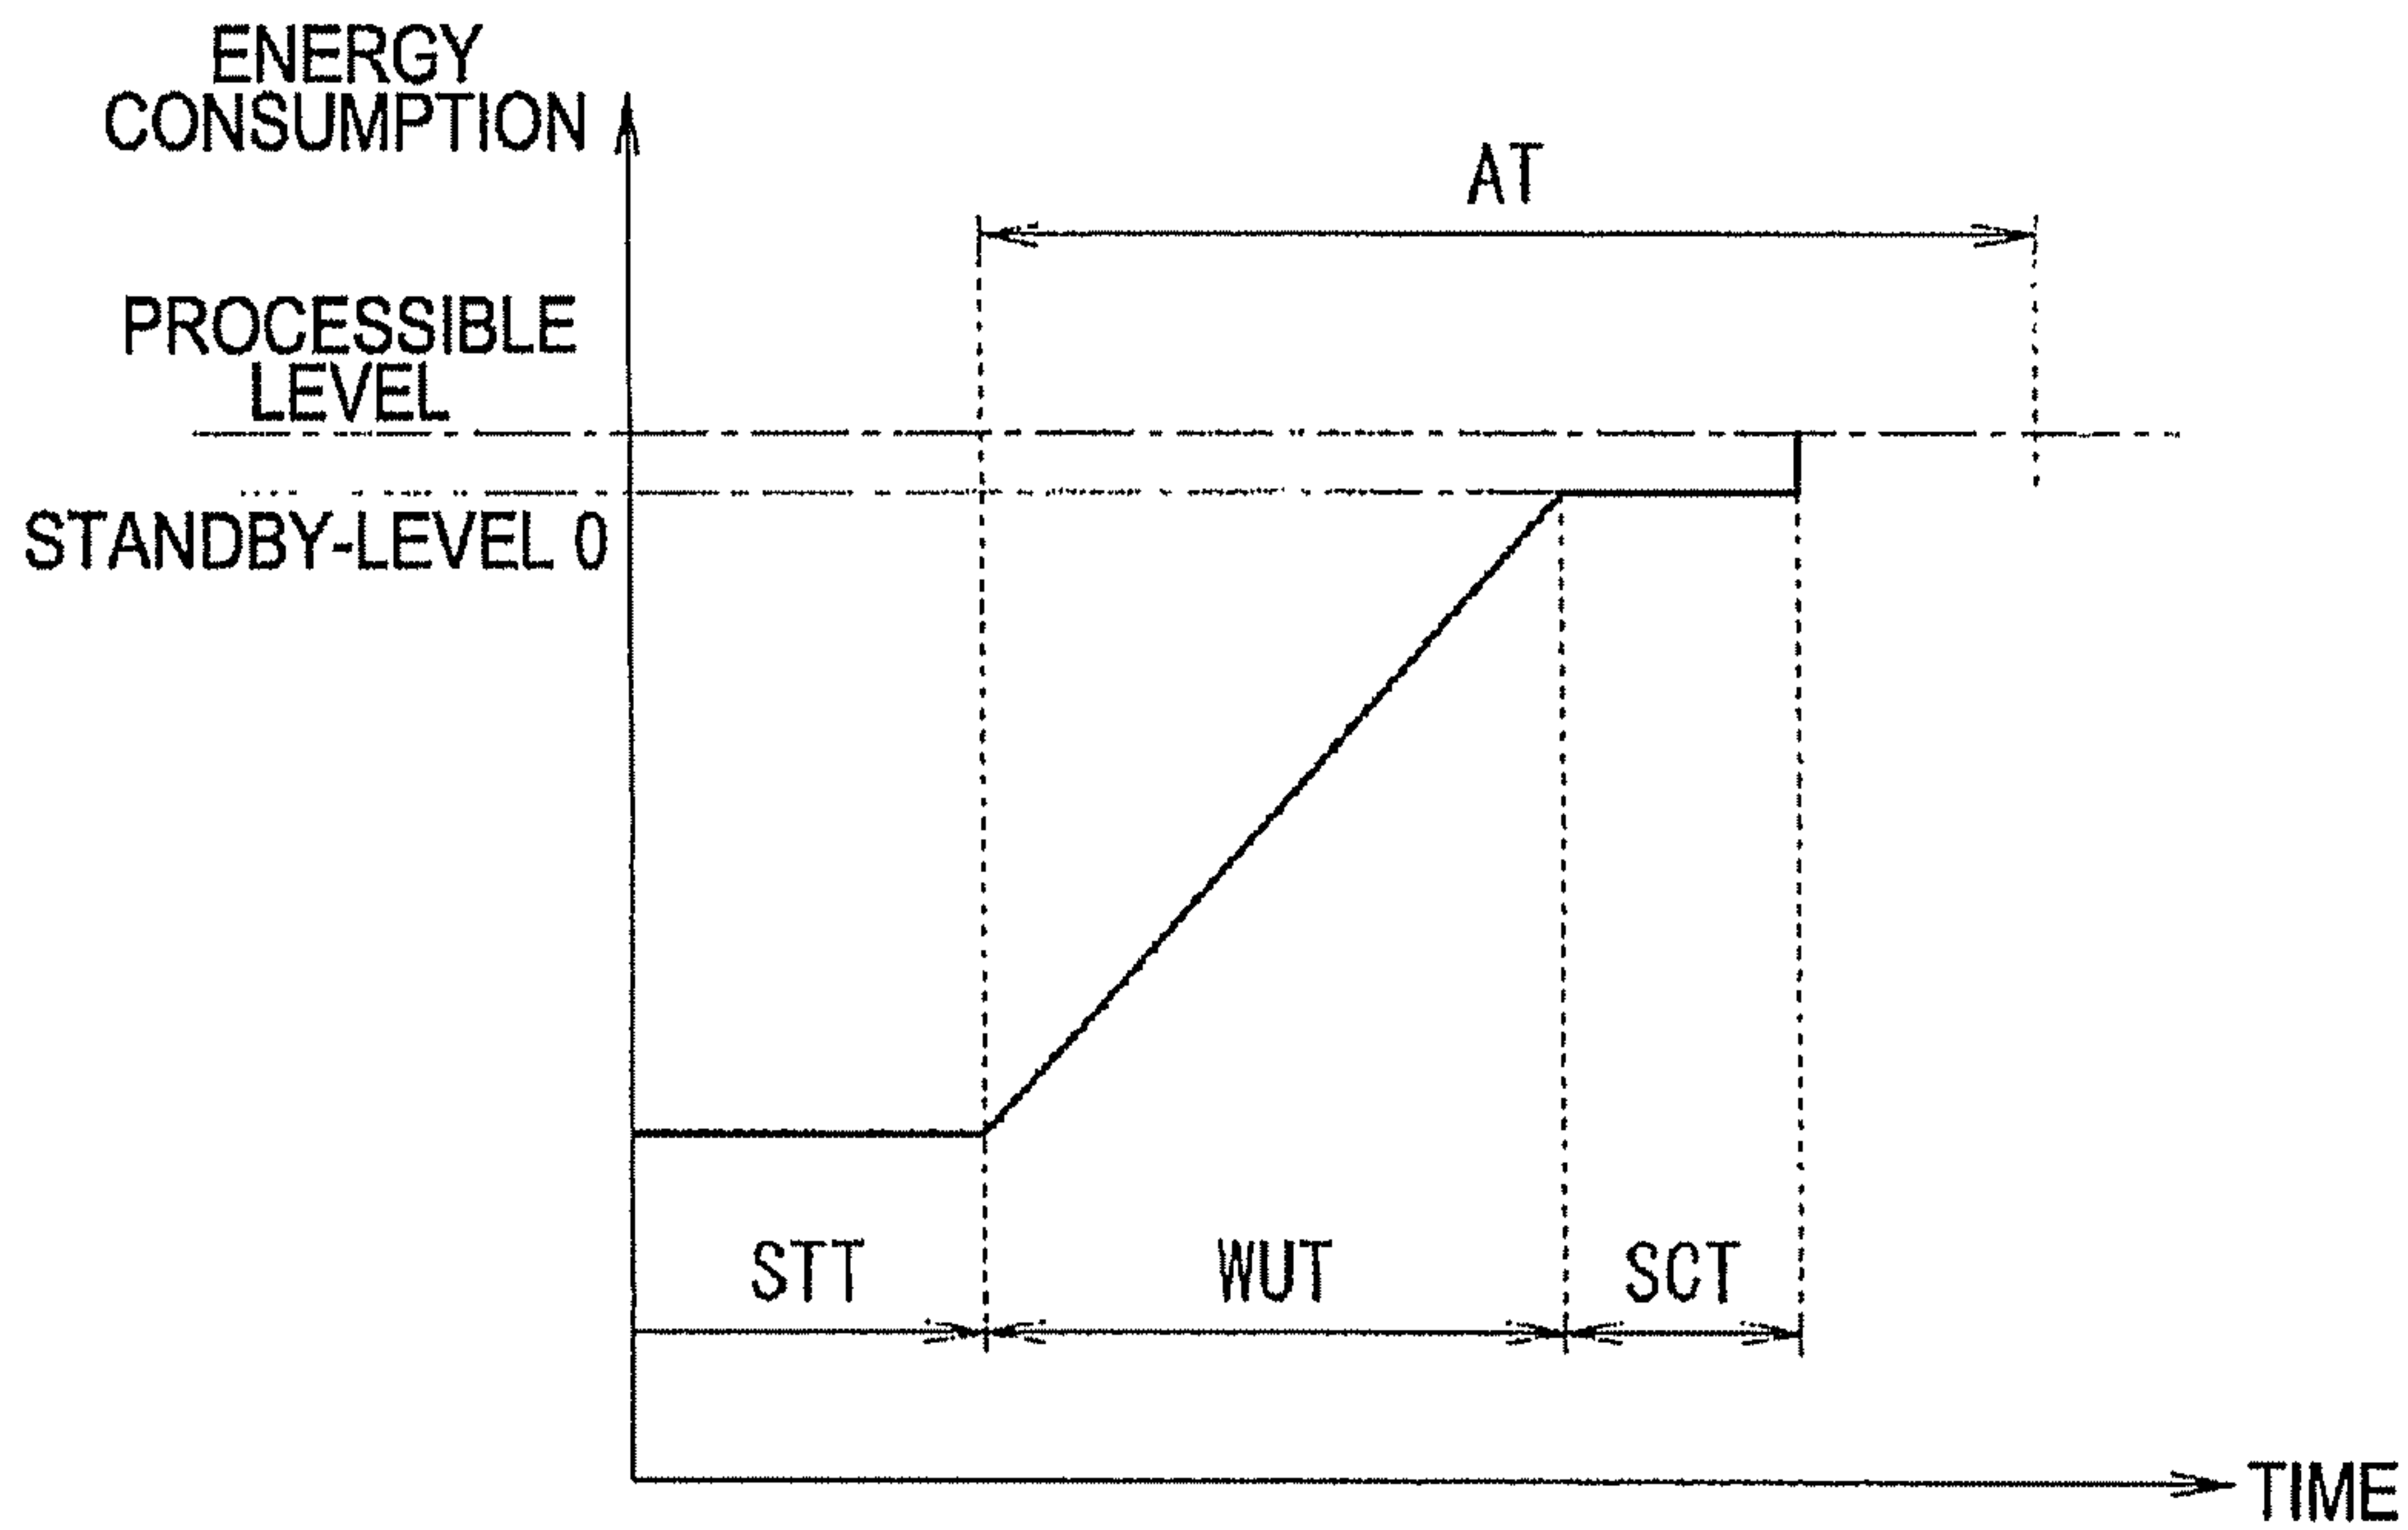 ENERGY
CONSUMPTION
AT
PROCESSIBLE
LEVEL
STANDBY-LEVEL 0
STT
WUT
SCT
TIME